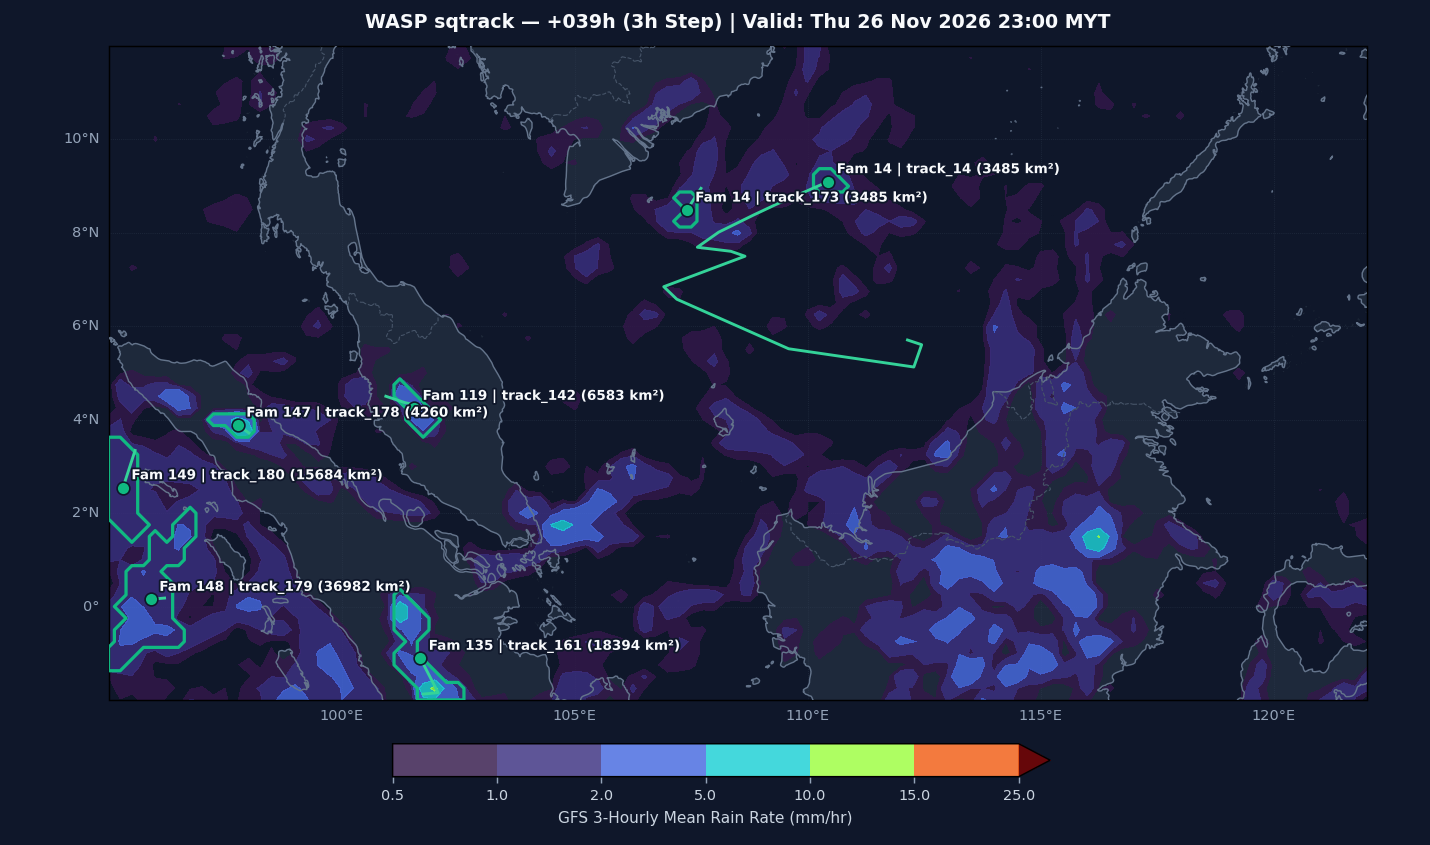 WASP sqtrack — +039h (3h Step) | Valid: Thu 26 Nov 2026 23:00 MYT
10°N
8°N
6°N
4°N
2°N
0°
Fam 14 | track_14 (3485 km²)
Fam 14 | track_173 (3485 km²)
Fam 119 | track_142 (6583 km²)
Fam 147 | track_178 (4260 km²)
Fam 149 | track_180 (15684 km²)
Fam 148 | track_179 (36982 km²)
Fam 135 | track_161 (18394 km²)
100°E 105°E 110°E 115°E 120°E
0.5 1.0 2.0 5.0 10.0 15.0 25.0
GFS 3-Hourly Mean Rain Rate (mm/hr)